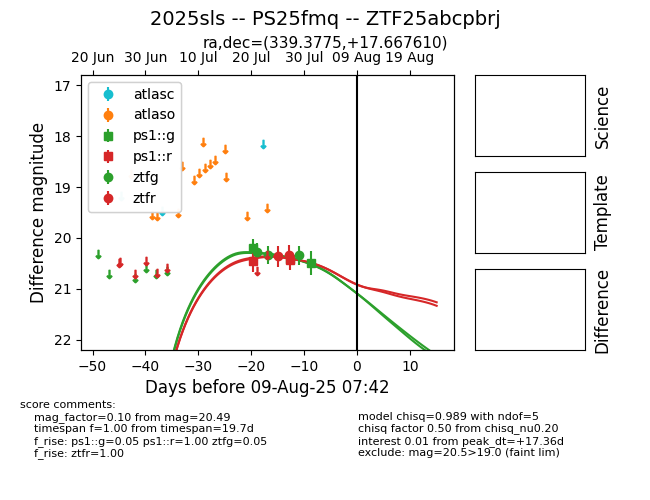 2025sls -- PS25fmq -- ZTF25abcpbrj
ra,dec=(339.3775,+17.667610)
20 Jun 30 Jun 10 Jul 20 Jul 30 Jul 09 Aug 19 Aug
17
18
19
20
21
22
Difference magnitude
atlasc
atlaso
ps1::g
ps1::r
ztfg
ztfr
−50 −40 −30 −20 −10 0 10
Days before 09-Aug-25 07:42
Science
Template
Difference
score comments:
mag_factor=0.10 from mag=20.49
timespan f=1.00 from timespan=19.7d
f_rise: ps1::g=0.05 ps1::r=1.00 ztfg=0.05
f_rise: ztfr=1.00
model chisq=0.989 with ndof=5
chisq factor 0.50 from chisq_nu0.20
interest 0.01 from peak_dt=+17.36d
exclude: mag=20.5>19.0 (faint lim)